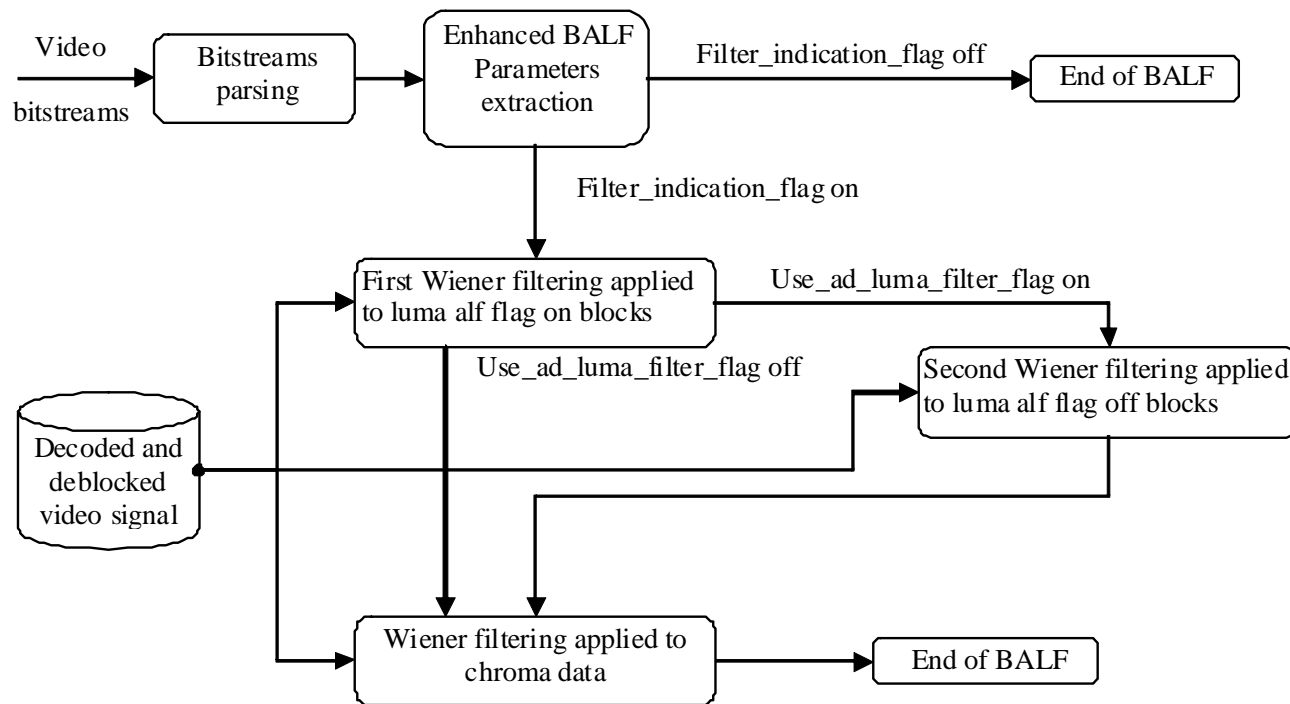 Video
bitstreams
Bitstreams
parsing
Enhanced BALF
Parameters
extraction
Filter_indication_flag off
End of BALF
Filter_indication_flag on
First Wiener filtering applied
to luma alf flag on blocks
Use_ad_luma_filter_flag on
Use_ad_luma_filter_flag off
Second Wiener filtering applied
to luma alf flag off blocks
Decoded and
deblocked
video signal
Wiener filtering applied to
chroma data
End of BALF